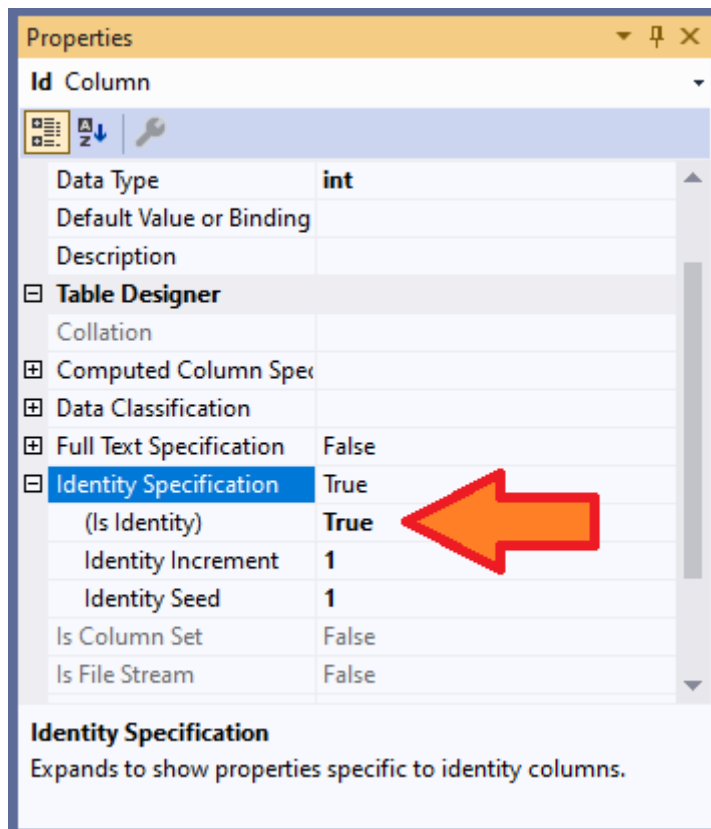 Properties
Id Column
Data Type int
Default Value or Binding
Description
Table Designer
Collation
Computed Column Spec
Data Classification
Full Text Specification False
Identity Specification True
(Is Identity) True
Identity Increment 1
Identity Seed 1
Is Column Set False
Is File Stream False
Identity Specification
Expands to show properties specific to identity columns.